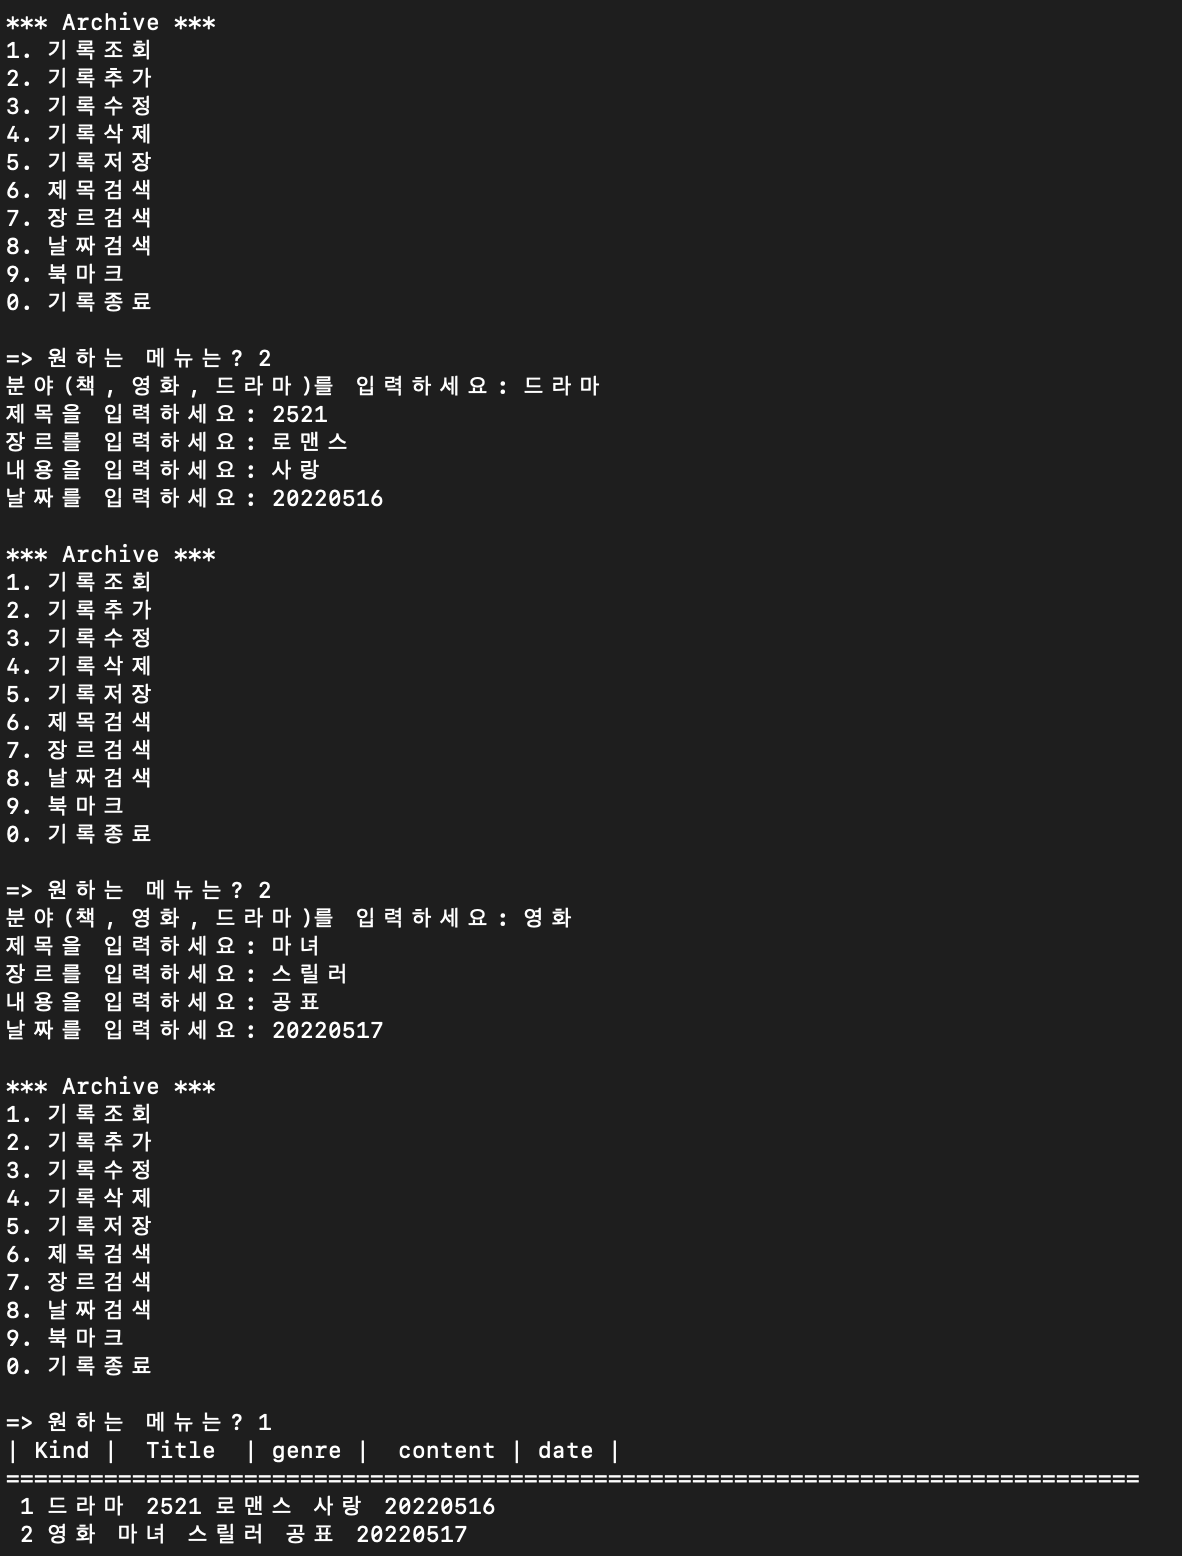 *** Archive ***
1. 기록조회
2. 기록추가
3. 기록수정
4. 기록삭제
5. 기록저장
6. 제목검색
7. 장르검색
8. 날짜검색
9. 북마크
0. 기록종료
=> 원하는 메뉴는? 2
분야(책, 영화, 드라마)를 입력하세요: 드라마
제목을 입력하세요: 2521
장르를 입력하세요: 로맨스
내용을 입력하세요: 사랑
날짜를 입력하세요: 20220516
*** Archive ***
1. 기록조회
2. 기록추가
3. 기록수정
4. 기록삭제
5. 기록저장
6. 제목검색
7. 장르검색
8. 날짜검색
9. 북마크
0. 기록종료
=> 원하는 메뉴는? 2
분야(책, 영화, 드라마)를 입력하세요: 영화
제목을 입력하세요: 마녀
장르를 입력하세요: 스릴러
내용을 입력하세요: 공표
날짜를 입력하세요: 20220517
*** Archive ***
1. 기록조회
2. 기록추가
3. 기록수정
4. 기록삭제
5. 기록저장
6. 제목검색
7. 장르검색
8. 날짜검색
9. 북마크
0. 기록종료
=> 원하는 메뉴는? 1
| Kind |  Title  | genre |  content | date |
=================================================================================
 1 드라마  2521 로맨스  사랑  20220516
 2 영화  마녀  스릴러  공표  20220517